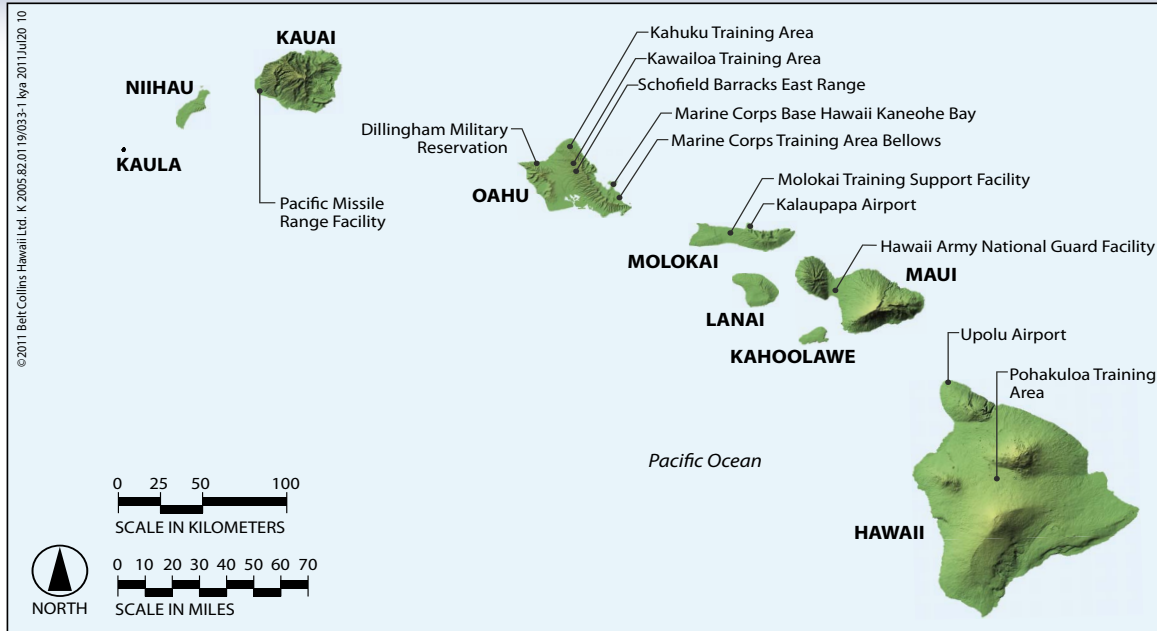 ©2011 Belt Collins Hawaii Ltd. K 2005.82.0119/033-1 kya 2011Jul20 10
KAUAI
NIIHAU
KAULA
Pacific Missile
Range Facility
Kahuku Training Area
Kawailoa Training Area
Schofield Barracks East Range
Marine Corps Base Hawaii Kaneohe Bay
Marine Corps Training Area Bellows
Dillingham Military
Reservation
OAHU
Molokai Training Support Facility
Kalaupapa Airport
MOLOKAI
Hawaii Army National Guard Facility
MAUI
LANAI
KAHOOLAWE
Upolu Airport
Pohakuloa Training
Area
Pacific Ocean
HAWAII
0 25 50 100
SCALE IN KILOMETERS
0 10 20 30 40 50 60 70
SCALE IN MILES
NORTH